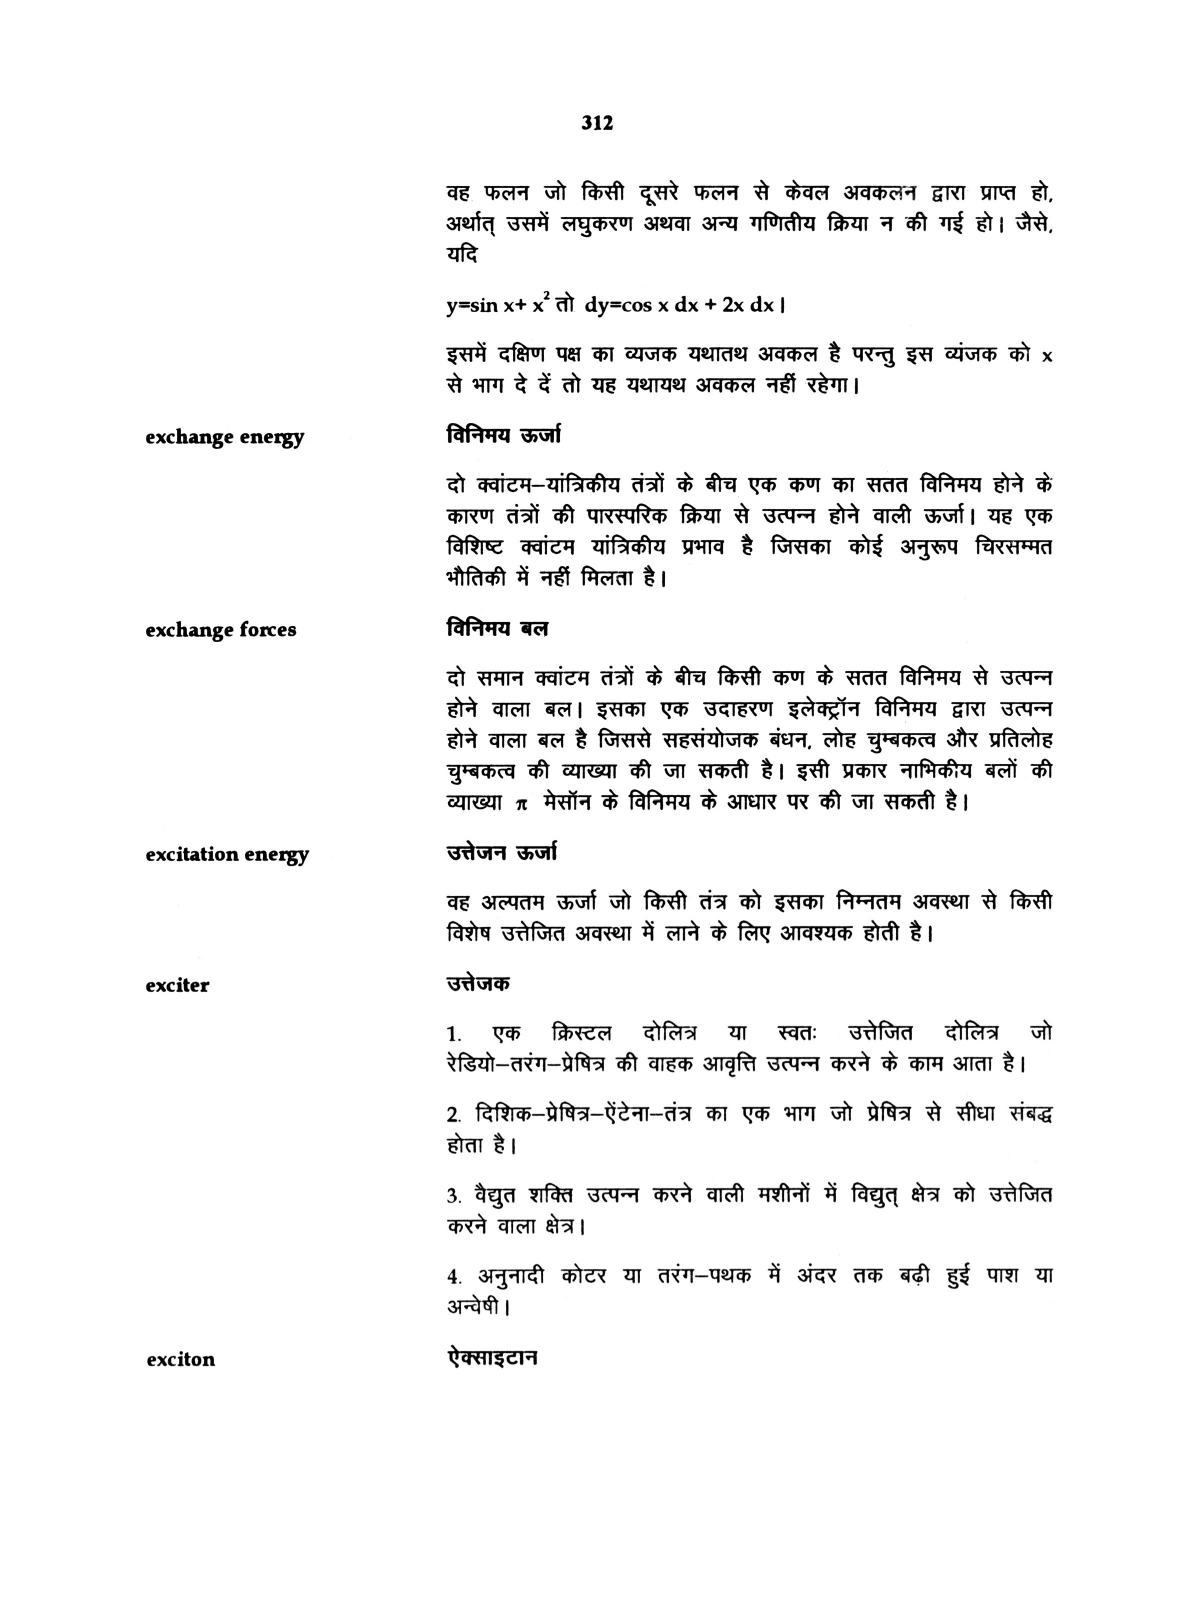 312
वह फलन जो किसी दूसरे फलन से केवल अवकलन द्वारा प्राप्त हो,
अर्थात् उसमें लघुकरण अथवा अन्य गणितीय क्रिया न की गई हो। जैसे,
यदि
y=sin x+ x² तो dy=cos x dx + 2x dx।
इसमें दक्षिण पक्ष का व्यजक यथातथ अवकल है परन्तु इस व्यंजक को x
से भाग दे दें तो यह यथायथ अवकल नहीं रहेगा।
exchange energy विनिमय ऊर्जा
दो क्वांटम–यांत्रिकीय तंत्रों के बीच एक कण का सतत विनिमय होने के
कारण तंत्रों की पारस्परिक क्रिया से उत्पन्न होने वाली ऊर्जा। यह एक
विशिष्ट क्वांटम यांत्रिकीय प्रभाव है जिसका कोई अनुरूप चिरसम्मत
भौतिकी में नहीं मिलता है।
exchange forces विनिमय बल
दो समान क्वांटम तंत्रों के बीच किसी कण के सतत विनिमय से उत्पन्न
होने वाला बल। इसका एक उदाहरण इलेक्ट्रॉन विनिमय द्वारा उत्पन्न
होने वाला बल है जिससे सहसंयोजक बंधन, लोह चुम्बकत्व और प्रतिलोह
चुम्बकत्व की व्याख्या की जा सकती है। इसी प्रकार नाभिकीय बलों की
व्याख्या π मेसॉन के विनिमय के आधार पर की जा सकती है।
excitation energy उत्तेजन ऊर्जा
वह अल्पतम ऊर्जा जो किसी तंत्र को इसका निम्नतम अवस्था से किसी
विशेष उत्तेजित अवस्था में लाने के लिए आवश्यक होती है।
exciter उत्तेजक
1. एक क्रिस्टल दोलित्र या स्वतः उत्तेजित दोलित्र जो
रेडियो–तरंग–प्रेषित्र की वाहक आवृत्ति उत्पन्न करने के काम आता है।
2. दिशिक–प्रेषित्र–ऐंटेना–तंत्र का एक भाग जो प्रेषित्र से सीधा संबद्ध
होता है।
3. वैद्युत शक्ति उत्पन्न करने वाली मशीनों में विद्युत् क्षेत्र को उत्तेजित
करने वाला क्षेत्र।
4. अनुनादी कोटर या तरंग–पथक में अंदर तक बढ़ी हुई पाश या
अन्वेषी।
exciton ऐक्साइटान